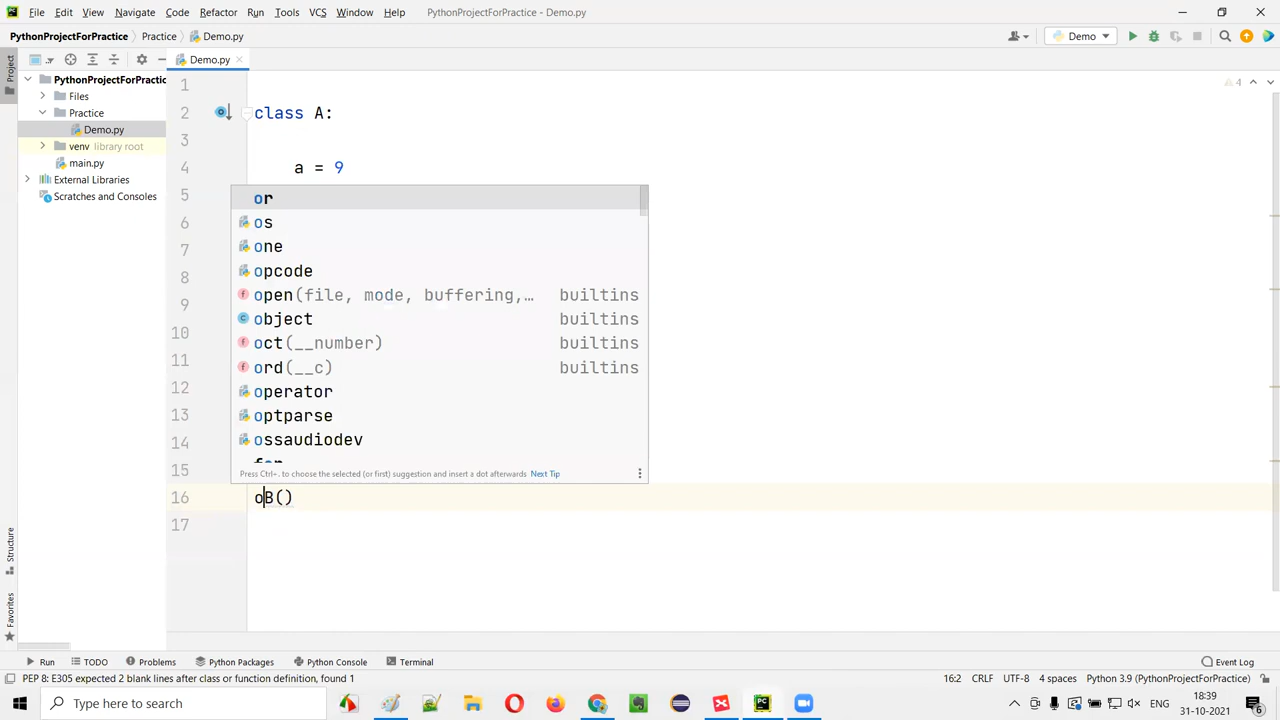 File Edit View Navigate Code Refactor Run Tools VCS Window Help PythonProjectForPractice - Demo.py
PythonProjectForPractice Practice Demo.py Demo
Project
Demo.py
PythonProjectForPractic
Files
Practice
Demo.py
venv library root
main.py
External Libraries
Scratches and Consoles
4
1
2 class A:
3
4 a = 9
5
6
7
8
9
10
11
12
13
14
15
16 oB()
17
or
os
one
opcode
open(file, mode, buffering,… builtins
object builtins
oct(__number) builtins
ord(__c) builtins
operator
optparse
ossaudiodev
Press Ctrl+. to choose the selected (or first) suggestion and insert a dot afterwards Next Tip
Structure
Favorites
Run TODO Problems Python Packages Python Console Terminal Event Log
PEP 8: E305 expected 2 blank lines after class or function definition, found 1 16:2 CRLF UTF-8 4 spaces Python 3.9 (PythonProjectForPractice)
Type here to search ENG 18:39
31-10-2021 6